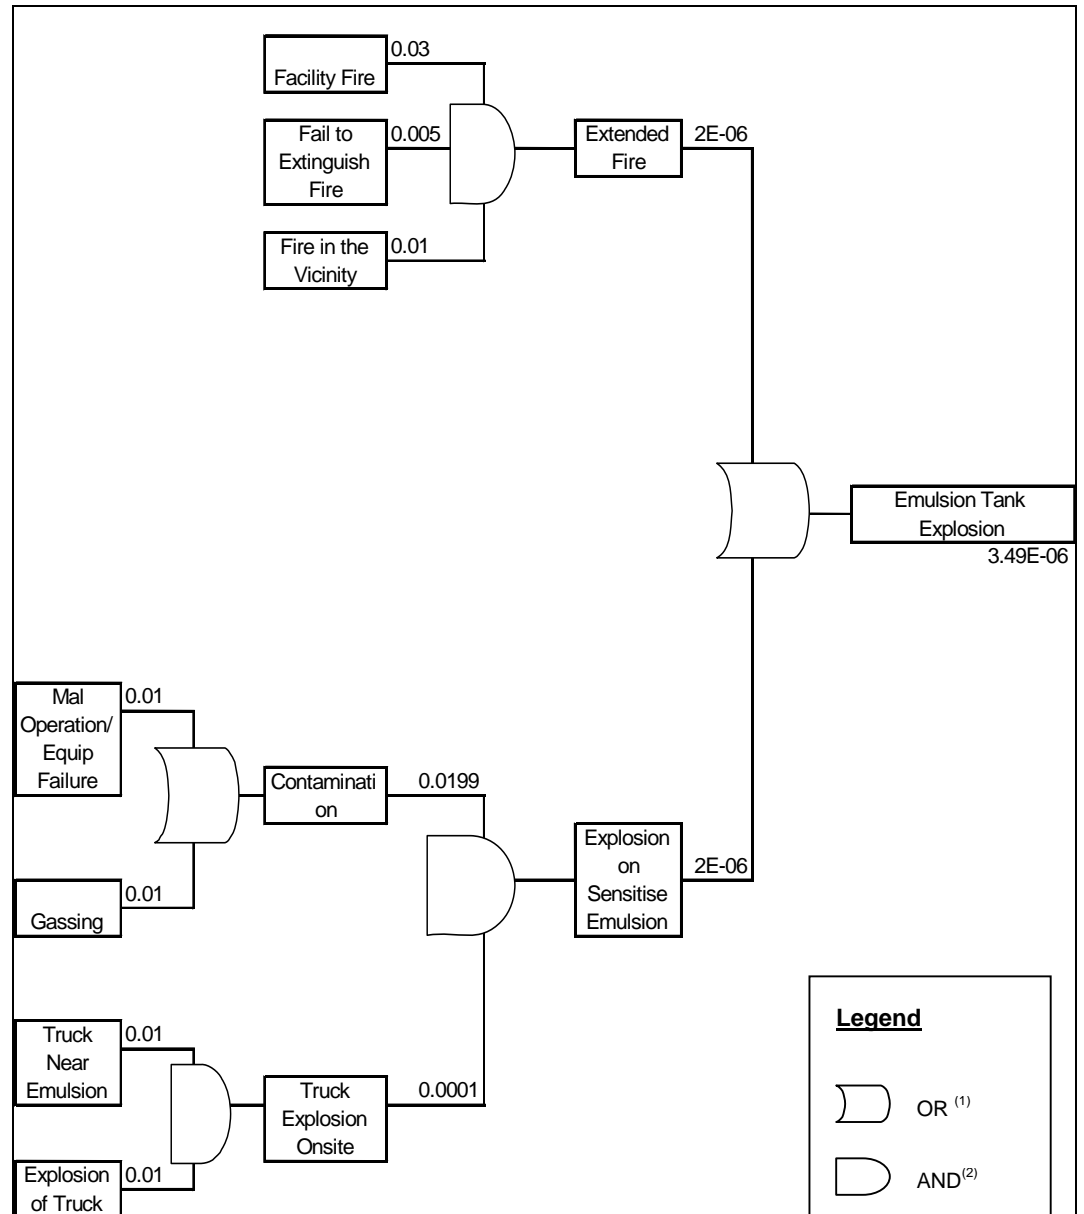 0.03
Facility Fire
Fail to
Extinguish
Fire
0.005
Extended
Fire
2E-06
Fire in the
Vicinity
0.01
Emulsion Tank
Explosion
3.49E-06
Mal
Operation/
Equip
Failure
0.01
Contaminati
on
0.0199
Gassing
0.01
Explosion
on
Sensitise
Emulsion
2E-06
Truck
Near
Emulsion
0.01
Truck
Explosion
Onsite
0.0001
Explosion
of Truck
0.01
Legend
OR (1)
AND(2)